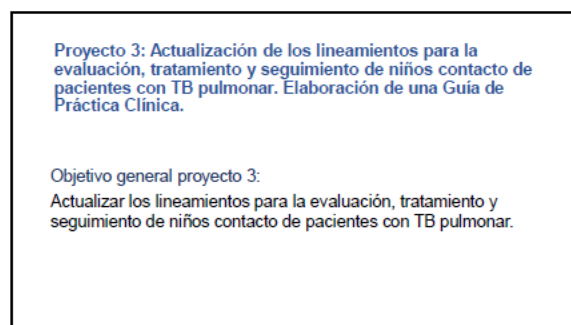 Proyecto 3: Actualización de los lineamientos para la
evaluación, tratamiento y seguimiento de niños contacto de
pacientes con TB pulmonar. Elaboración de una Guía de
Práctica Clínica.
Objetivo general proyecto 3:
Actualizar los lineamientos para la evaluación, tratamiento y
seguimiento de niños contacto de pacientes con TB pulmonar.